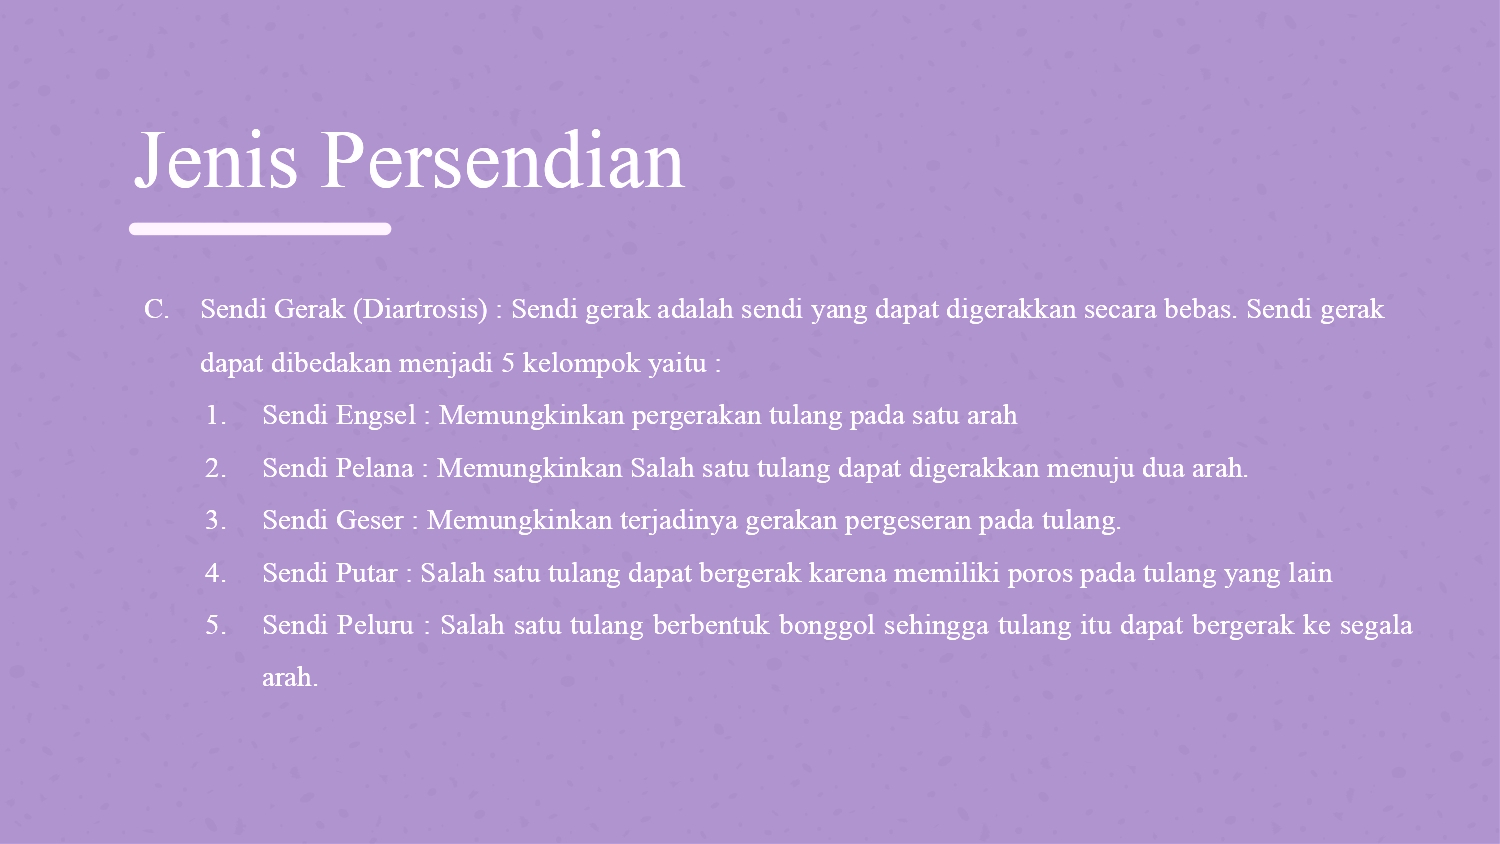 Jenis Persendian
C. Sendi Gerak (Diartrosis) : Sendi gerak adalah sendi yang dapat digerakkan secara bebas. Sendi gerak
dapat dibedakan menjadi 5 kelompok yaitu :
1. Sendi Engsel : Memungkinkan pergerakan tulang pada satu arah
2. Sendi Pelana : Memungkinkan Salah satu tulang dapat digerakkan menuju dua arah.
3. Sendi Geser : Memungkinkan terjadinya gerakan pergeseran pada tulang.
4. Sendi Putar : Salah satu tulang dapat bergerak karena memiliki poros pada tulang yang lain
5. Sendi Peluru : Salah satu tulang berbentuk bonggol sehingga tulang itu dapat bergerak ke segala
arah.